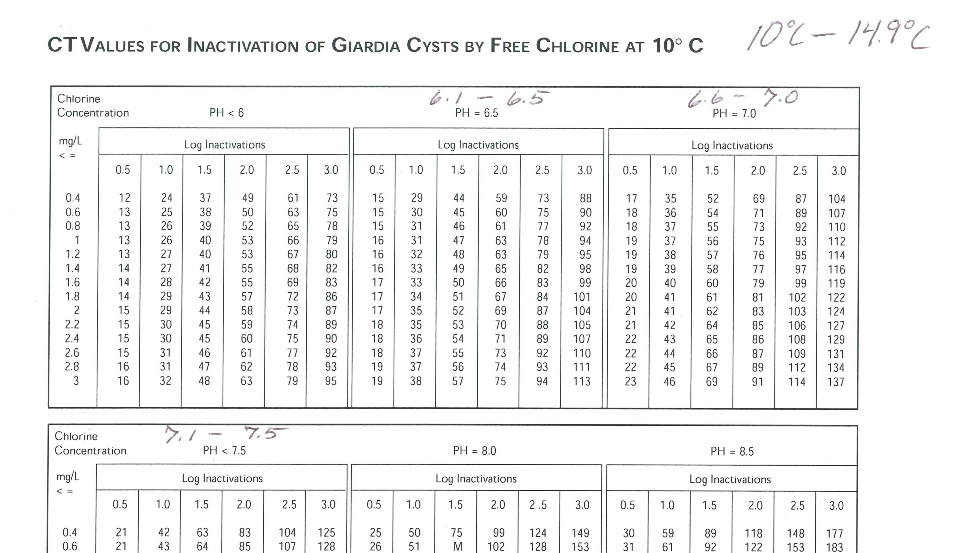 CT VALUES FOR INACTIVATION OF GIARDIA CYSTS BY FREE CHLORINE AT 10° C 10°C – 14.9°C
Chlorine 6.1 – 6.5 6.6 – 7.0
Concentration PH < 6 PH = 6.5 PH = 7.0
mg/L Log Inactivations Log Inactivations Log Inactivations
< =
0.5 1.0 1.5 2.0 2.5 3.0 0.5 1.0 1.5 2.0 2.5 3.0 0.5 1.0 1.5 2.0 2.5 3.0
0.4 12 24 37 49 61 73 15 29 44 59 73 88 17 35 52 69 87 104
0.6 13 25 38 50 63 75 15 30 45 60 75 90 18 36 54 71 89 107
0.8 13 26 39 52 65 78 15 31 46 61 77 92 18 37 55 73 92 110
1 13 26 40 53 66 79 16 31 47 63 78 94 19 37 56 75 93 112
1.2 13 27 40 53 67 80 16 32 48 63 79 95 19 38 57 76 95 114
1.4 14 27 41 55 68 82 16 33 49 65 82 98 19 39 58 77 97 116
1.6 14 28 42 55 69 83 17 33 50 66 83 99 20 40 60 79 99 119
1.8 14 29 43 57 72 86 17 34 51 67 84 101 20 41 61 81 102 122
2 15 29 44 58 73 87 17 35 52 69 87 104 21 41 62 83 103 124
2.2 15 30 45 59 74 89 18 35 53 70 88 105 21 42 64 85 106 127
2.4 15 30 45 60 75 90 18 36 54 71 89 107 22 43 65 86 108 129
2.6 15 31 46 61 77 92 18 37 55 73 92 110 22 44 66 87 109 131
2.8 16 31 47 62 78 93 19 37 56 74 93 111 22 45 67 89 112 134
3 16 32 48 63 79 95 19 38 57 75 94 113 23 46 69 91 114 137
Chlorine 7.1 – 7.5
Concentration PH < 7.5 PH = 8.0 PH = 8.5
mg/L Log Inactivations Log Inactivations Log Inactivations
< =
0.5 1.0 1.5 2.0 2.5 3.0 0.5 1.0 1.5 2.0 2.5 3.0 0.5 1.0 1.5 2.0 2.5 3.0
0.4 21 42 63 83 104 125 25 50 75 99 124 149 30 59 89 118 148 177
0.6 21 43 64 85 107 128 26 51 M 102 128 153 31 61 92 122 153 183